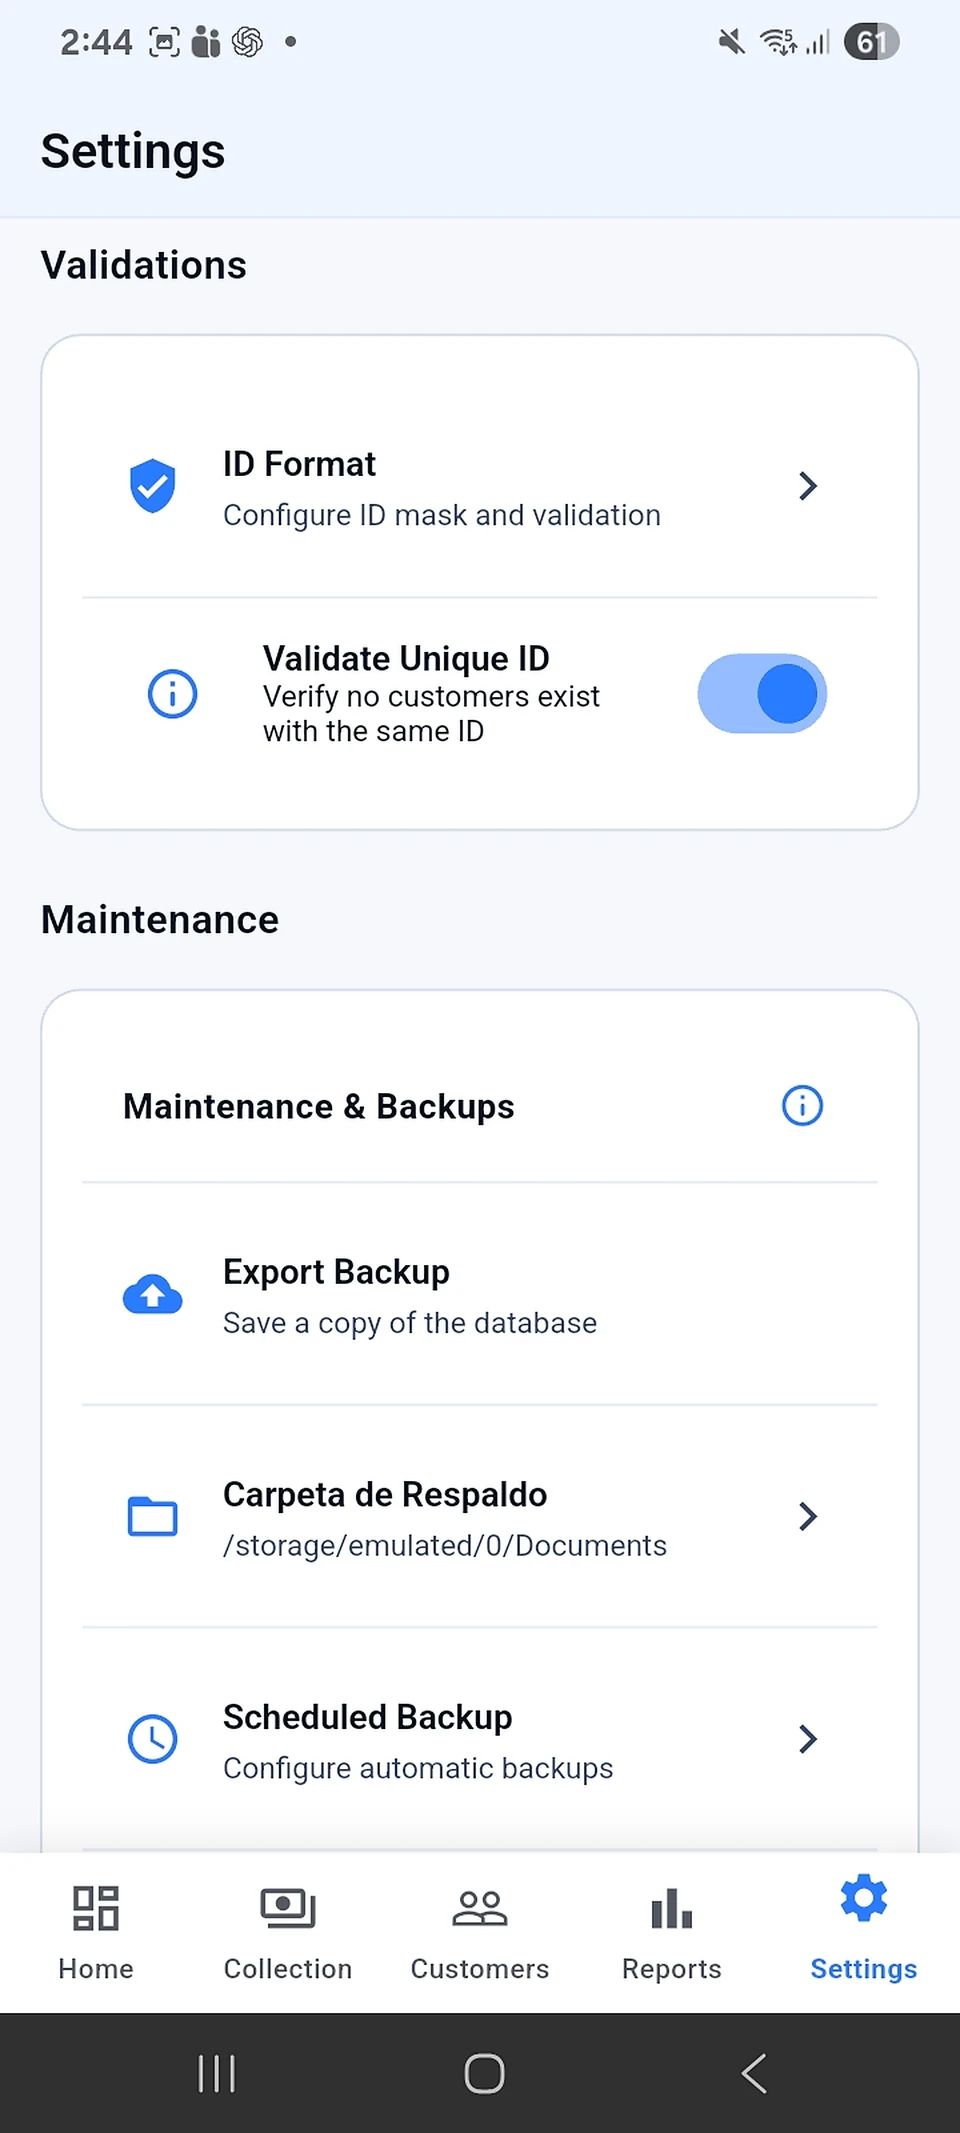 2:44
5
61
Settings
Validations
ID Format
Configure ID mask and validation
Validate Unique ID
Verify no customers exist
with the same ID
Maintenance
Maintenance & Backups
Export Backup
Save a copy of the database
Carpeta de Respaldo
/storage/emulated/0/Documents
Scheduled Backup
Configure automatic backups
Home
Collection
Customers
Reports
Settings